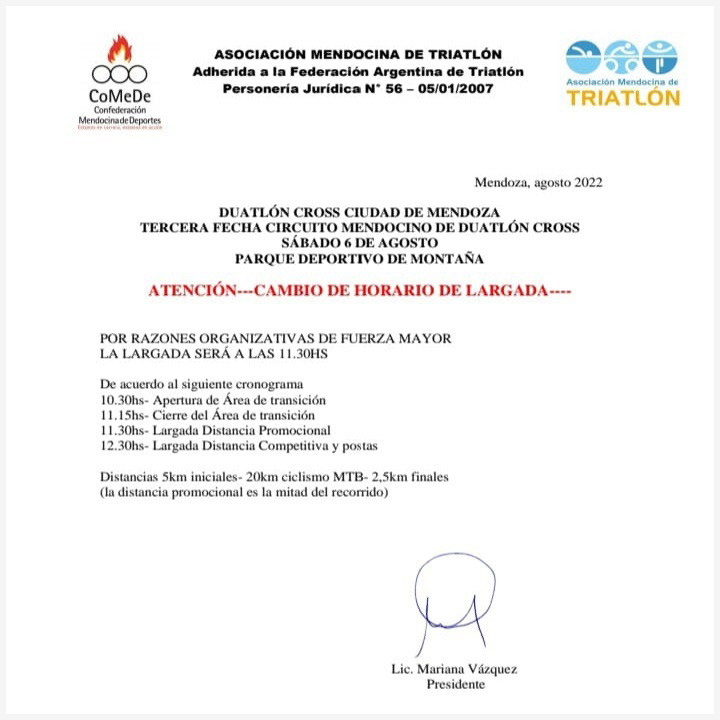 CoMeDe
Confederación
Mendocina de Deportes
ASOCIACIÓN MENDOCINA DE TRIATLÓN
Adherida a la Federación Argentina de Triatlón
Personería Jurídica N° 56 – 05/01/2007
Asociación Mendocina de
TRIATLÓN
Mendoza, agosto 2022
DUATLÓN CROSS CIUDAD DE MENDOZA
TERCERA FECHA CIRCUITO MENDOCINO DE DUATLÓN CROSS
SÁBADO 6 DE AGOSTO
PARQUE DEPORTIVO DE MONTAÑA
ATENCIÓN---CAMBIO DE HORARIO DE LARGADA----
POR RAZONES ORGANIZATIVAS DE FUERZA MAYOR
LA LARGADA SERÁ A LAS 11.30HS
De acuerdo al siguiente cronograma
10.30hs- Apertura de Área de transición
11.15hs- Cierre del Área de transición
11.30hs- Largada Distancia Promocional
12.30hs- Largada Distancia Competitiva y postas
Distancias 5km iniciales- 20km ciclismo MTB- 2,5km finales
(la distancia promocional es la mitad del recorrido)
Lic. Mariana Vázquez
Presidente